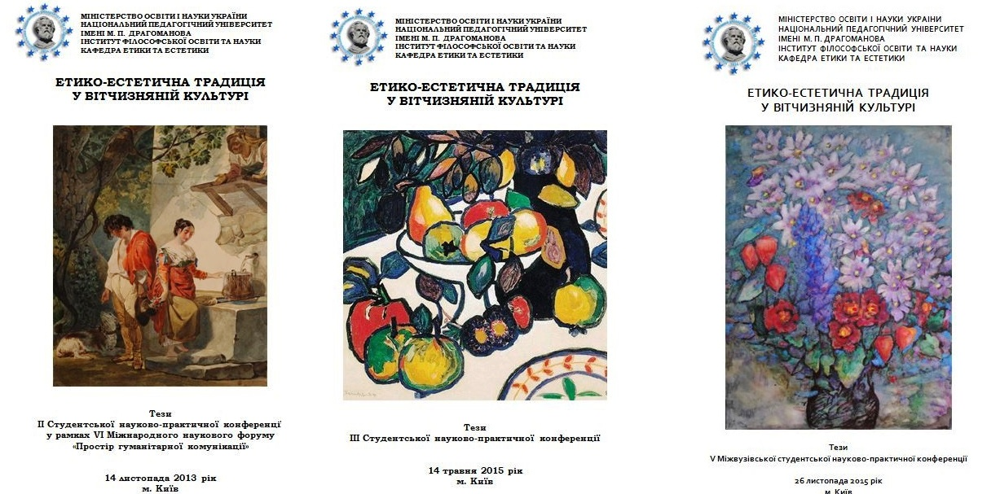 МІНІСТЕРСТВО ОСВІТИ І НАУКИ УКРАЇНИ
НАЦІОНАЛЬНИЙ ПЕДАГОГІЧНИЙ УНІВЕРСИТЕТ
ІМЕНІ М. П. ДРАГОМАНОВА
ІНСТИТУТ ФІЛОСОФСЬКОЇ ОСВІТИ ТА НАУКИ
КАФЕДРА ЕТИКИ ТА ЕСТЕТИКИ
ЕТИКО-ЕСТЕТИЧНА ТРАДИЦІЯ
У ВІТЧИЗНЯНІЙ КУЛЬТУРІ
Тези
ІІ Студентської науково-практичної конференції
у рамках VI Міжнародного наукового форуму
«Простір гуманітарної комунікації»
14 листопада 2013 рік
м. Київ
МІНІСТЕРСТВО ОСВІТИ І НАУКИ УКРАЇНИ
НАЦІОНАЛЬНИЙ ПЕДАГОГІЧНИЙ УНІВЕРСИТЕТ
ІМЕНІ М. П. ДРАГОМАНОВА
ІНСТИТУТ ФІЛОСОФСЬКОЇ ОСВІТИ ТА НАУКИ
КАФЕДРА ЕТИКИ ТА ЕСТЕТИКИ
ЕТИКО-ЕСТЕТИЧНА ТРАДИЦІЯ
У ВІТЧИЗНЯНІЙ КУЛЬТУРІ
Тези
ІІІ Студентської науково-практичної конференції
14 травня 2015 рік
м. Київ
МІНІСТЕРСТВО ОСВІТИ І НАУКИ УКРАЇНИ
НАЦІОНАЛЬНИЙ ПЕДАГОГІЧНИЙ УНІВЕРСИТЕТ
ІМЕНІ М. П. ДРАГОМАНОВА
ІНСТИТУТ ФІЛОСОФСЬКОЇ ОСВІТИ ТА НАУКИ
КАФЕДРА ЕТИКИ ТА ЕСТЕТИКИ
ЕТИКО-ЕСТЕТИЧНА ТРАДИЦІЯ
У ВІТЧИЗНЯНІЙ КУЛЬТУРІ
Тези
V Міжвузівської студентської науково-практичної конференції
26 листопада 2015 рік
м. Київ